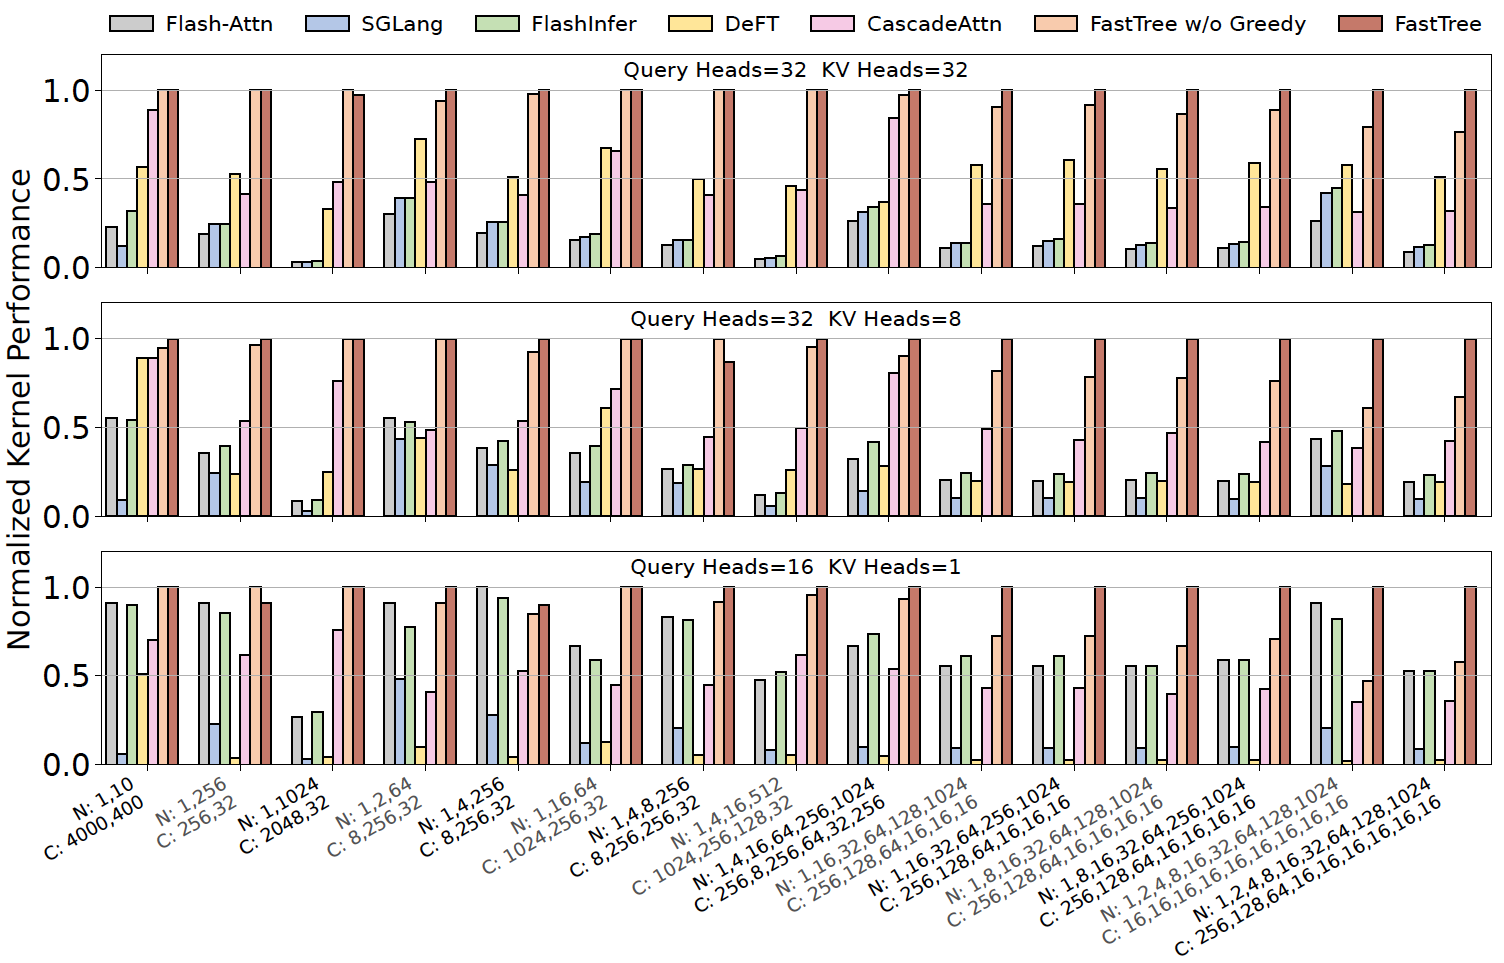 Flash-Attn SGLang FlashInfer DeFT CascadeAttn FastTree w/o Greedy FastTree
Normalized Kernel Performance
Query Heads=32 KV Heads=32
1.0
0.5
0.0
Query Heads=32 KV Heads=8
1.0
0.5
0.0
Query Heads=16 KV Heads=1
1.0
0.5
0.0
N: 1,10
C: 4000,400
N: 1,256
C: 256,32
N: 1,1024
C: 2048,32
N: 1,2,64
C: 8,256,32
N: 1,4,256
C: 8,256,32
N: 1,16,64
C: 1024,256,32
N: 1,4,8,256
C: 8,256,256,32
N: 1,4,16,512
C: 1024,256,128,32
N: 1,4,16,64,256,1024
C: 256,8,256,64,32,256
N: 1,16,32,64,128,1024
C: 256,128,64,16,16,16
N: 1,16,32,64,256,1024
C: 256,128,64,16,16,16
N: 1,8,16,32,64,128,1024
C: 256,128,64,16,16,16,16
N: 1,8,16,32,64,256,1024
C: 256,128,64,16,16,16,16
N: 1,2,4,8,16,32,64,128,1024
C: 16,16,16,16,16,16,16,16,16
N: 1,2,4,8,16,32,64,128,1024
C: 256,128,64,16,16,16,16,16,16